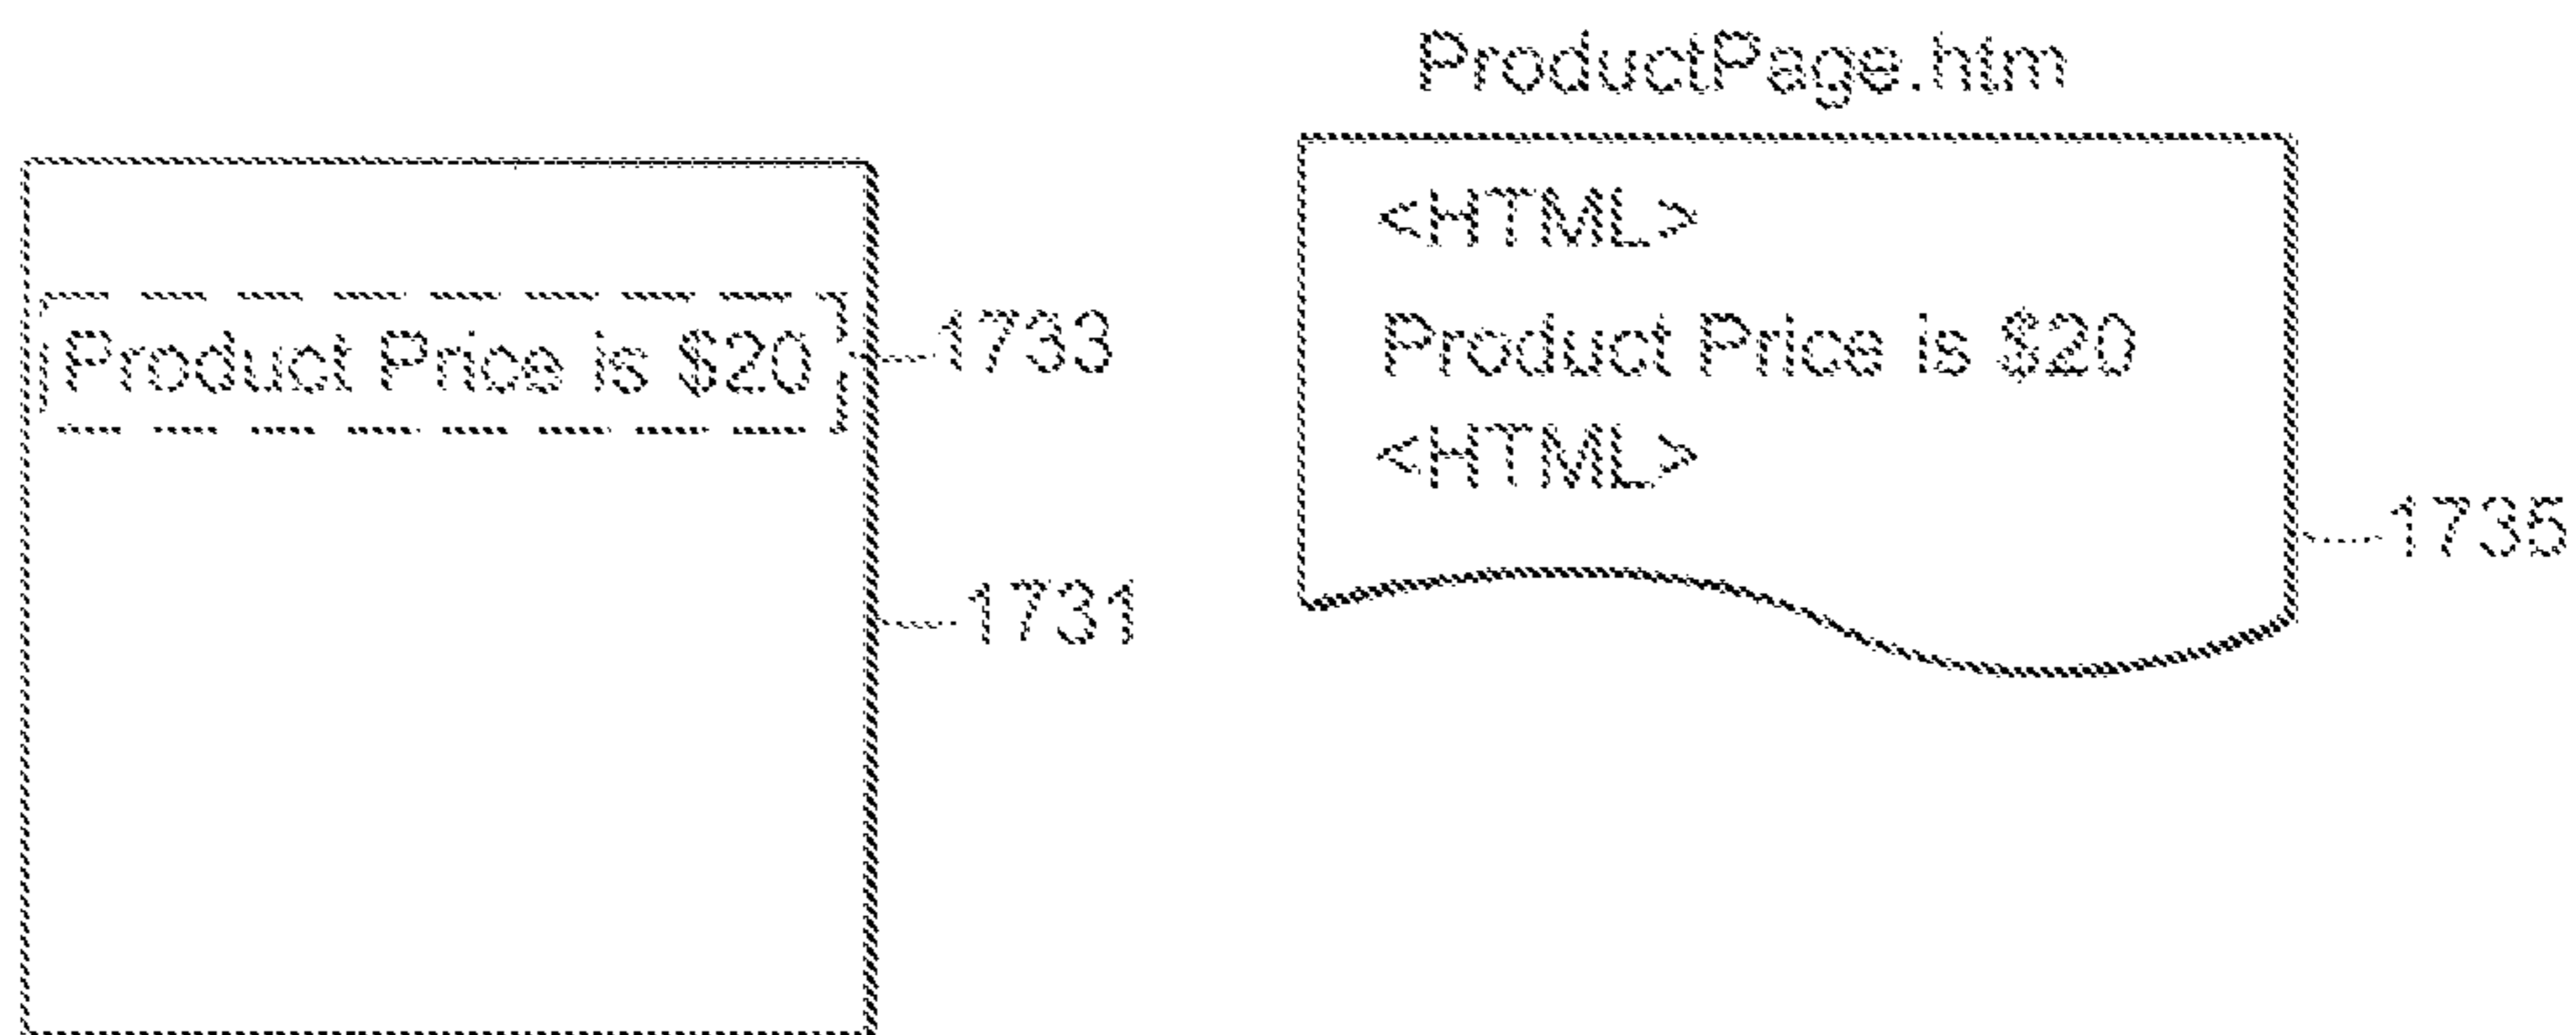 ProductPage.htm
<HTML>
Product Price is $20
1733
Product Price is $20
<HTML>
1735
1731